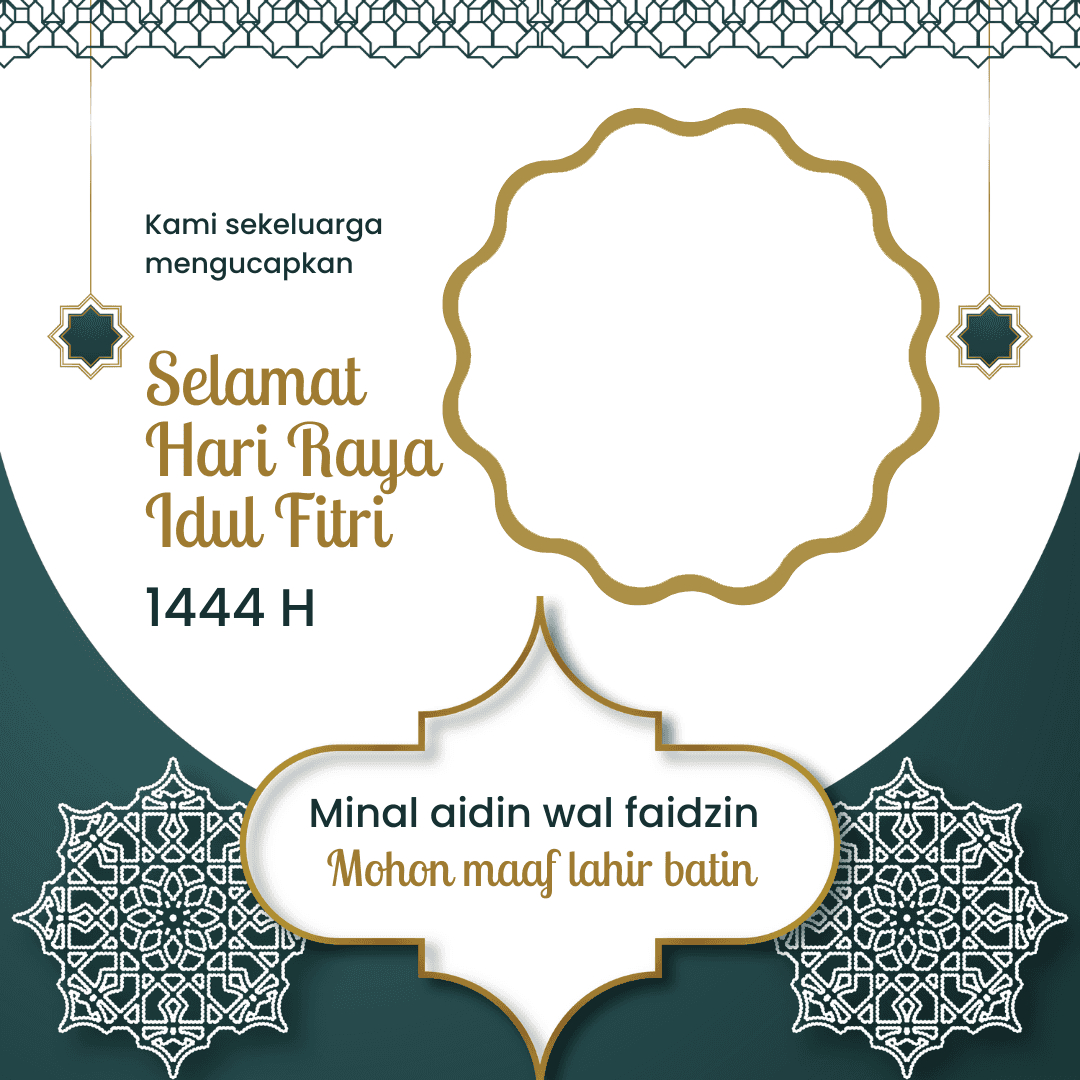 Kami sekeluarga
mengucapkan
Selamat
Hari Raya
Idul Fitri
1444 H
Minal aidin wal faidzin
Mohon maaf lahir batin